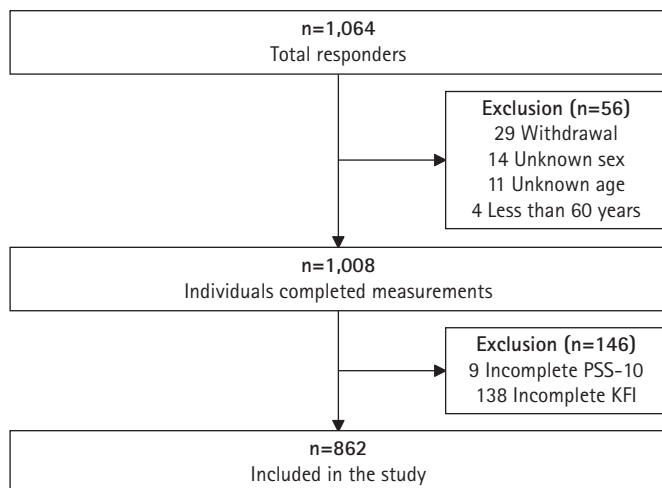 n=1,064
Total responders
Exclusion (n=56)
29 Withdrawal
14 Unknown sex
11 Unknown age
4 Less than 60 years
n=1,008
Individuals completed measurements
Exclusion (n=146)
9 Incomplete PSS-10
138 Incomplete KFI
n=862
Included in the study